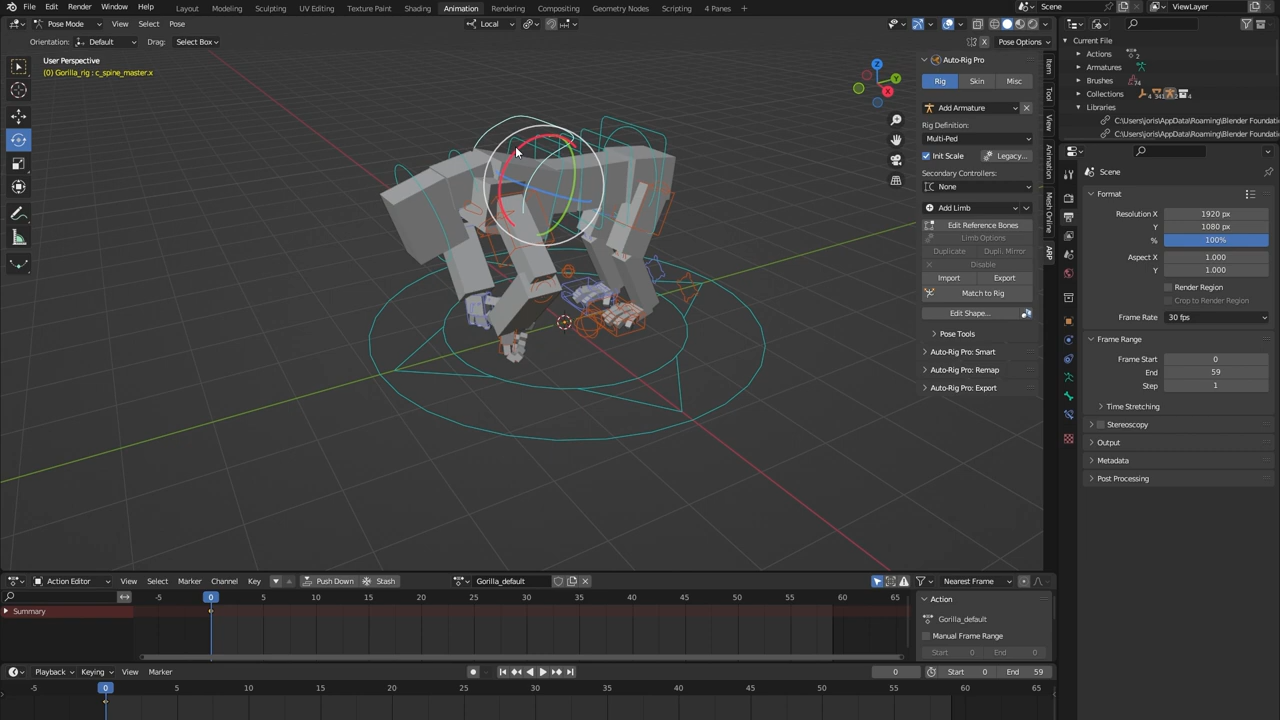 File Edit Render Window Help Layout Modeling Sculpting UV Editing Texture Paint Shading Animation Rendering Compositing Geometry Nodes Scripting 4 Panes Scene ViewLayer
Pose Mode View Select Pose Local
Orientation: Default Drag: Select Box Pose Options
User Perspective
(0) Gorilla_rig : c_spine_master.x
Z
Y
X
Auto-Rig Pro
Rig Skin Misc
Add Armature
Rig Definition:
Multi-Ped
Init Scale Legacy...
Secondary Controllers:
None
Add Limb
Edit Reference Bones
Limb Options
Duplicate Dupli. Mirror
Disable
Import Export
Match to Rig
Edit Shape...
Pose Tools
Auto-Rig Pro: Smart
Auto-Rig Pro: Remap
Auto-Rig Pro: Export
Item
Tool
View
Animation
Mesh Online
ARP
Current File
Actions 2
Armatures
Brushes 74
Collections
Libraries
C:\Users\joris\AppData\Roaming\Blender Foundatio
C:\Users\joris\AppData\Roaming\Blender Foundatio
Scene
Format
Resolution X 1920 px
Y 1080 px
% 100%
Aspect X 1.000
Y 1.000
Render Region
Crop to Render Region
Frame Rate 30 fps
Frame Range
Frame Start 0
End 59
Step 1
Time Stretching
Stereoscopy
Output
Metadata
Post Processing
Action Editor View Select Marker Channel Key Push Down Stash Gorilla_default Nearest Frame
-5 0 5 10 15 20 25 30 35 40 45 50 55 60 65
Summary
Action
Gorilla_default
Manual Frame Range
Start 0 End 0
Playback Keying View Marker 0 Start 0 End 59
-5 0 5 10 15 20 25 30 35 40 45 50 55 60 65